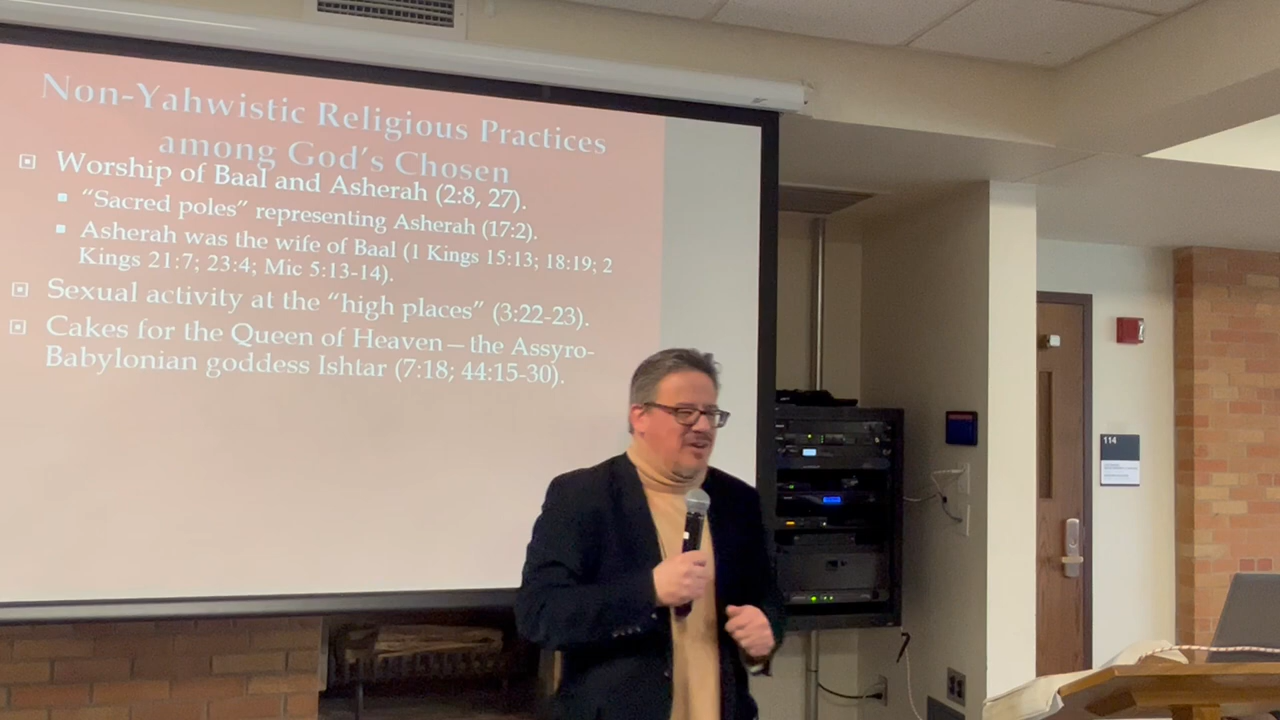 Non-Yahwistic Religious Practices
among God's Chosen
Worship of Baal and Asherah (2:8, 27).
"Sacred poles" representing Asherah (17:2).
Asherah was the wife of Baal (1 Kings 15:13; 18:19; 2
Kings 21:7; 23:4; Mic 5:13-14).
Sexual activity at the "high places" (3:22-23).
Cakes for the Queen of Heaven—the Assyro-
Babylonian goddess Ishtar (7:18; 44:15-30).
114